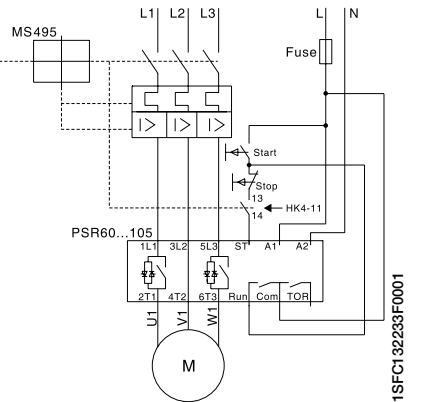 L1 L2 L3 L N
MS495
Fuse
I> I> I>
Start
Stop
13
14 HK4-11
PSR60...105
1L1 3L2 5L3 ST A1 A2
2T1 4T2 6T3 Run Com TOR
U1 V1 W1
M
1SFC132233F0001